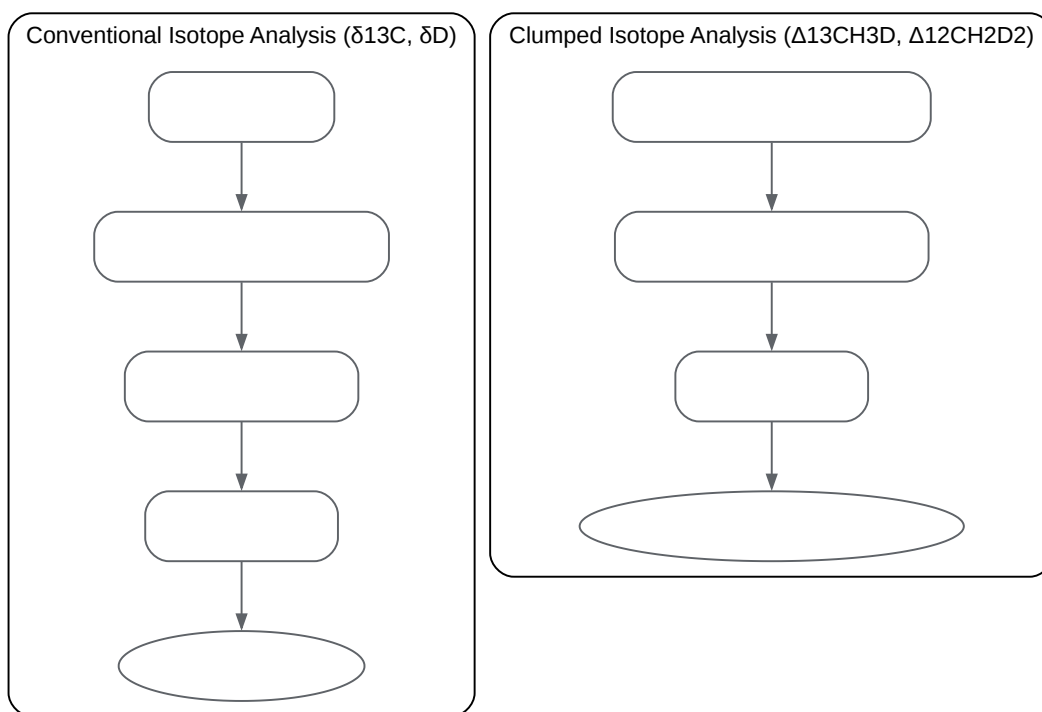 Conventional Isotope Analysis (δ13C, δD)
Clumped Isotope Analysis (Δ13CH3D, Δ12CH2D2)